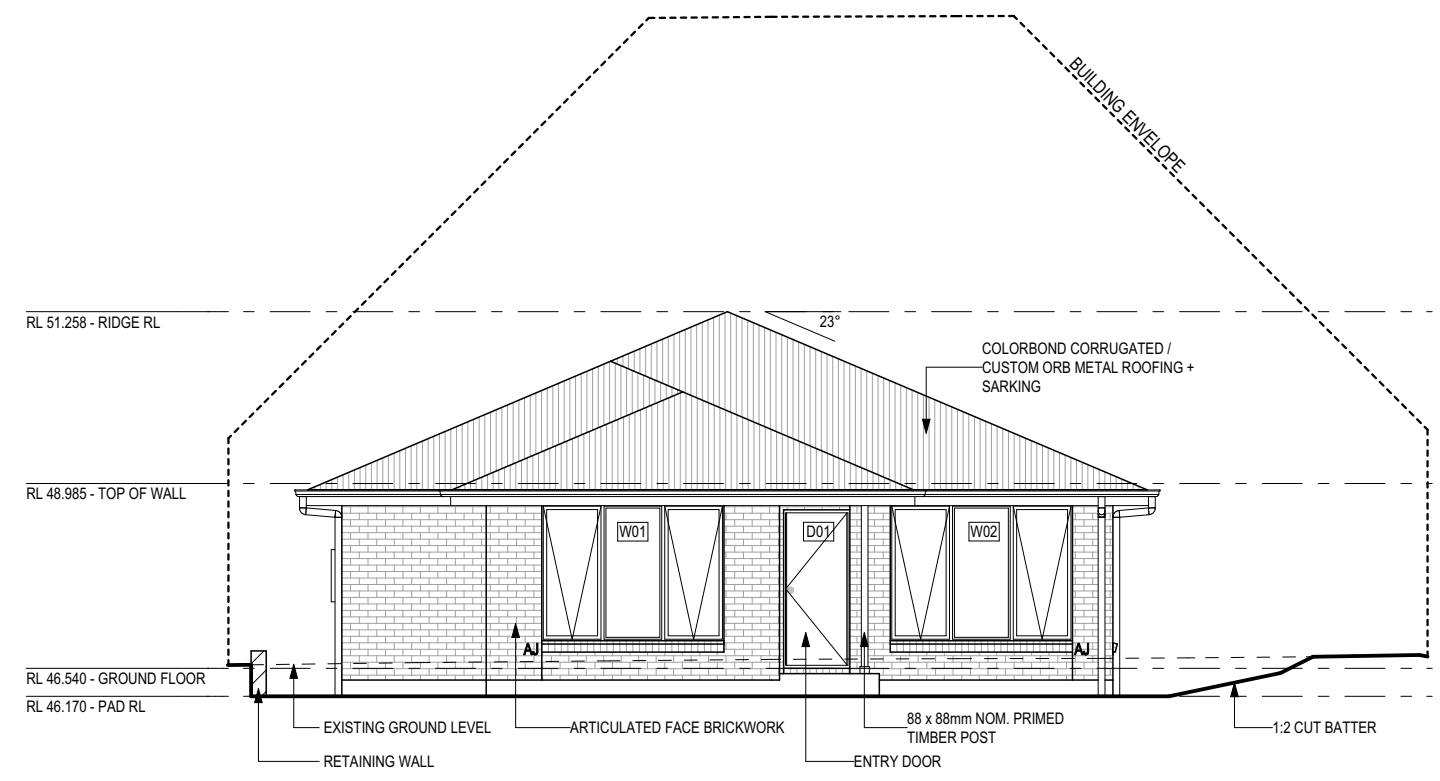 BUILDING ENVELOPE
RL 51.258 - RIDGE RL
23°
COLORBOND CORRUGATED /
CUSTOM ORB METAL ROOFING +
SARKING
RL 48.985 - TOP OF WALL
W01
D01
W02
AJ
AJ
RL 46.540 - GROUND FLOOR
RL 46.170 - PAD RL
EXISTING GROUND LEVEL
ARTICULATED FACE BRICKWORK
88 x 88mm NOM. PRIMED
TIMBER POST
1:2 CUT BATTER
RETAINING WALL
ENTRY DOOR